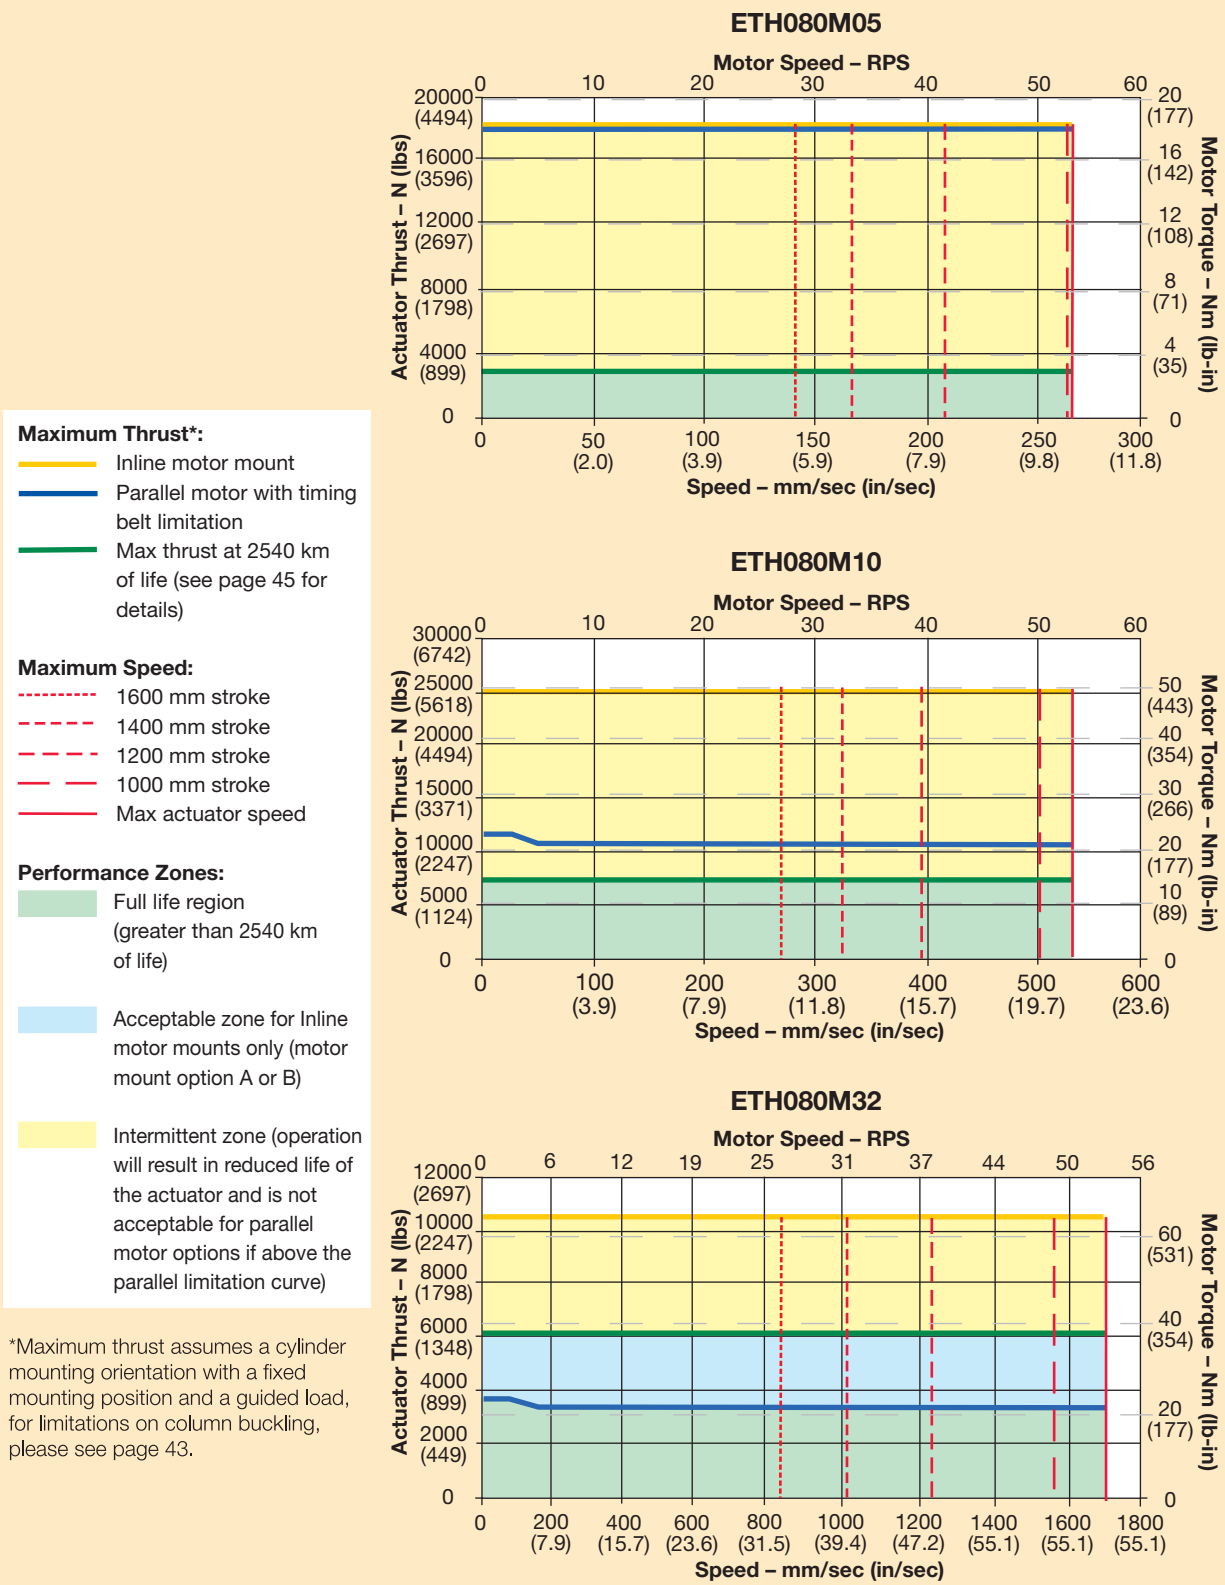 ETH080M05
Motor Speed – RPS
0 10 20 30 40 50 60
20000
(4494)
16000
(3596)
12000
(2697)
8000
(1798)
4000
(899)
0
Actuator Thrust – N (lbs)
20
(177)
16
(142)
12
(108)
8
(71)
4
(35)
0
Motor Torque – Nm (lb-in)
0 50 100 150 200 250 300
(2.0) (3.9) (5.9) (7.9) (9.8) (11.8)
Speed – mm/sec (in/sec)
Maximum Thrust*:
Inline motor mount
Parallel motor with timing
belt limitation
Max thrust at 2540 km
of life (see page 45 for
details)
Maximum Speed:
1600 mm stroke
1400 mm stroke
1200 mm stroke
1000 mm stroke
Max actuator speed
Performance Zones:
Full life region
(greater than 2540 km
of life)
Acceptable zone for Inline
motor mounts only (motor
mount option A or B)
Intermittent zone (operation
will result in reduced life of
the actuator and is not
acceptable for parallel
motor options if above the
parallel limitation curve)
*Maximum thrust assumes a cylinder
mounting orientation with a fixed
mounting position and a guided load,
for limitations on column buckling,
please see page 43.
ETH080M10
Motor Speed – RPS
0 10 20 30 40 50 60
30000
(6742)
25000
(5618)
20000
(4494)
15000
(3371)
10000
(2247)
5000
(1124)
0
Actuator Thrust – N (lbs)
50
(443)
40
(354)
30
(266)
20
(177)
10
(89)
0
Motor Torque – Nm (lb-in)
0 100 200 300 400 500 600
(3.9) (7.9) (11.8) (15.7) (19.7) (23.6)
Speed – mm/sec (in/sec)
ETH080M32
Motor Speed – RPS
0 6 12 19 25 31 37 44 50 56
12000
(2697)
10000
(2247)
8000
(1798)
6000
(1348)
4000
(899)
2000
(449)
0
Actuator Thrust – N (lbs)
60
(531)
40
(354)
20
(177)
0
Motor Torque – Nm (lb-in)
0 200 400 600 800 1000 1200 1400 1600 1800
(7.9) (15.7) (23.6) (31.5) (39.4) (47.2) (55.1) (55.1) (55.1)
Speed – mm/sec (in/sec)